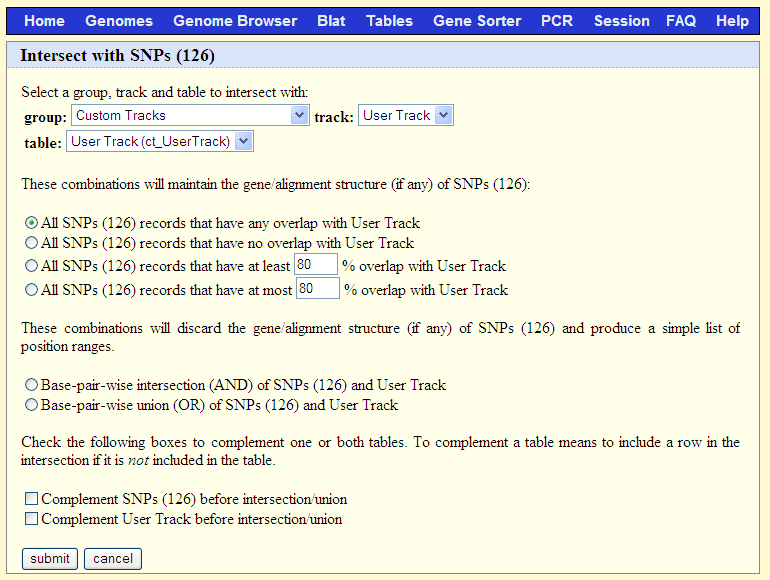 Home Genomes Genome Browser Blat Tables Gene Sorter PCR Session FAQ Help
Intersect with SNPs (126)
Select a group, track and table to intersect with:
group: Custom Tracks track: User Track
table: User Track (ct_UserTrack)
These combinations will maintain the gene/alignment structure (if any) of SNPs (126):
All SNPs (126) records that have any overlap with User Track
All SNPs (126) records that have no overlap with User Track
All SNPs (126) records that have at least 80 % overlap with User Track
All SNPs (126) records that have at most 80 % overlap with User Track
These combinations will discard the gene/alignment structure (if any) of SNPs (126) and produce a simple list of
position ranges.
Base-pair-wise intersection (AND) of SNPs (126) and User Track
Base-pair-wise union (OR) of SNPs (126) and User Track
Check the following boxes to complement one or both tables. To complement a table means to include a row in the
intersection if it is not included in the table.
Complement SNPs (126) before intersection/union
Complement User Track before intersection/union
submit cancel